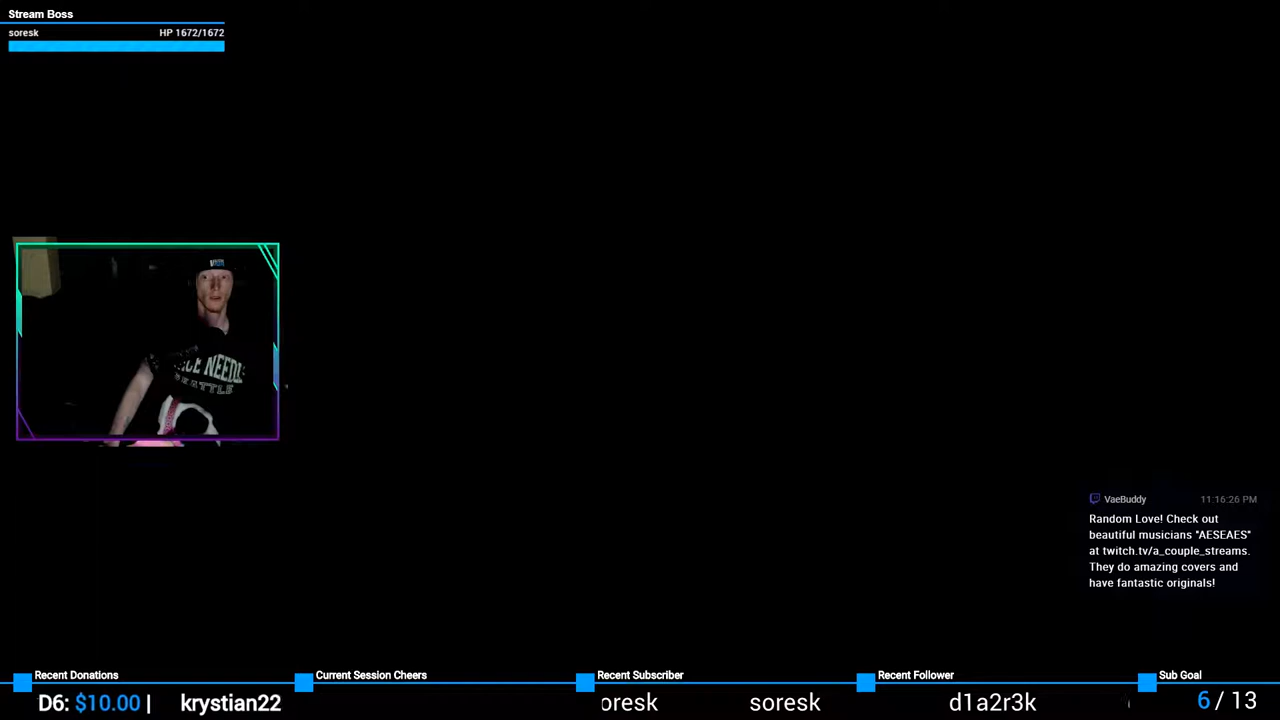 Stream Boss
soresk HP 1672/1672
NEEDLE
SEATTLE
VaeBuddy 11:16:26 PM
Random Love! Check out
beautiful musicians "AESEAES"
at twitch.tv/a_couple_streams.
They do amazing covers and
have fantastic originals!
Recent Donations
D6: $10.00 | krystian22
Current Session Cheers
Recent Subscriber
oresk soresk
Recent Follower
d1a2r3k
Sub Goal
6 / 13